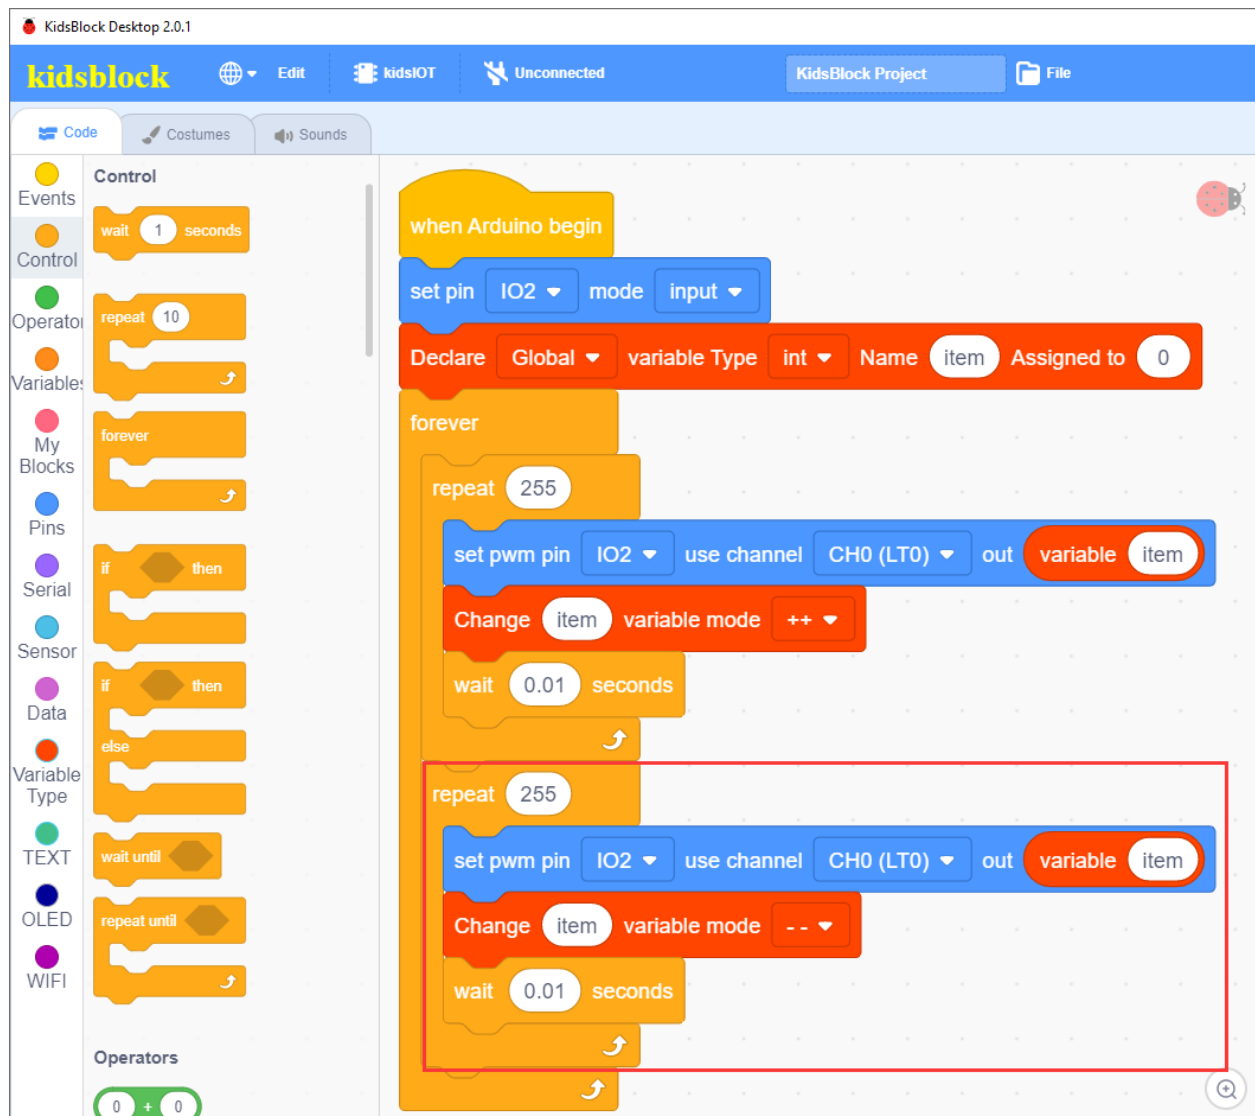 KidsBlock Desktop 2.0.1
kidsblock Edit kidsIOT Unconnected KidsBlock Project File
Code Costumes Sounds
Events
Control
Operator
Variables
My
Blocks
Pins
Serial
Sensor
Data
Variable
Type
TEXT
OLED
WIFI
Control
wait 1 seconds
repeat 10
forever
if then
if then
else
wait until
repeat until
Operators
0 + 0
when Arduino begin
set pin IO2 mode input
Declare Global variable Type int Name item Assigned to 0
forever
repeat 255
set pwm pin IO2 use channel CH0 (LT0) out variable item
Change item variable mode ++
wait 0.01 seconds
repeat 255
set pwm pin IO2 use channel CH0 (LT0) out variable item
Change item variable mode - -
wait 0.01 seconds